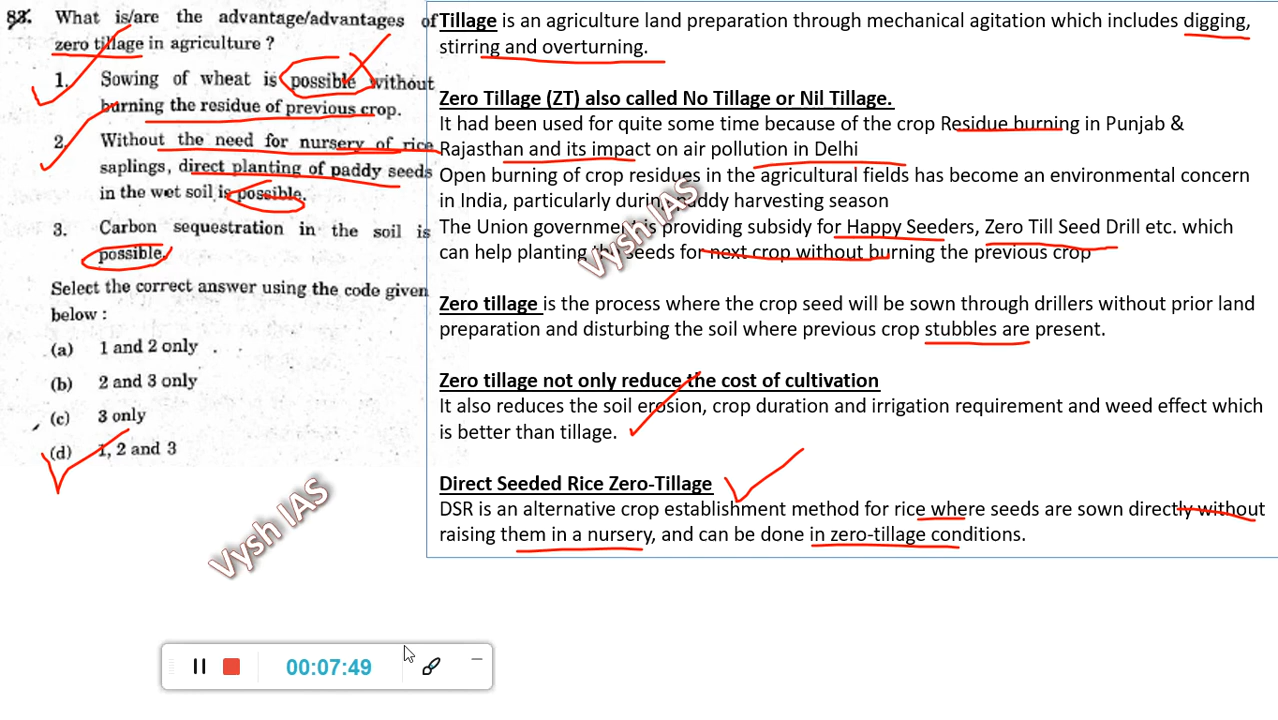 83. What is/are the advantage/advantages of
zero tillage in agriculture ?
1. Sowing of wheat is possible without
burning the residue of previous crop.
2. Without the need for nursery of rice
saplings, direct planting of paddy seeds
in the wet soil is possible.
3. Carbon sequestration in the soil is
possible.
Select the correct answer using the code given
below :
(a) 1 and 2 only
(b) 2 and 3 only
(c) 3 only
(d) 1, 2 and 3
Tillage is an agriculture land preparation through mechanical agitation which includes digging,
stirring and overturning.
Zero Tillage (ZT) also called No Tillage or Nil Tillage.
It had been used for quite some time because of the crop Residue burning in Punjab &
Rajasthan and its impact on air pollution in Delhi
Open burning of crop residues in the agricultural fields has become an environmental concern
in India, particularly during paddy harvesting season
The Union government is providing subsidy for Happy Seeders, Zero Till Seed Drill etc. which
can help planting the seeds for next crop without burning the previous crop
Zero tillage is the process where the crop seed will be sown through drillers without prior land
preparation and disturbing the soil where previous crop stubbles are present.
Zero tillage not only reduce the cost of cultivation
It also reduces the soil erosion, crop duration and irrigation requirement and weed effect which
is better than tillage.
Direct Seeded Rice Zero-Tillage
DSR is an alternative crop establishment method for rice where seeds are sown directly without
raising them in a nursery, and can be done in zero-tillage conditions.
Vysh IAS
Vysh IAS
00:07:49